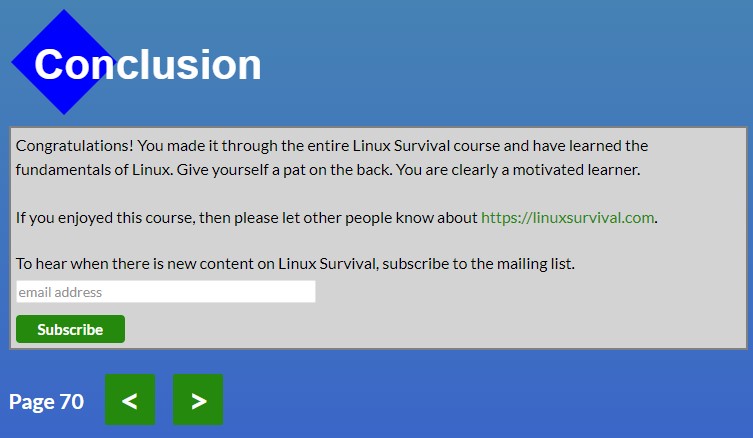 Conclusion
Congratulations! You made it through the entire Linux Survival course and have learned the
fundamentals of Linux. Give yourself a pat on the back. You are clearly a motivated learner.
If you enjoyed this course, then please let other people know about https://linuxsurvival.com.
To hear when there is new content on Linux Survival, subscribe to the mailing list.
email address
Subscribe
Page 70 < >